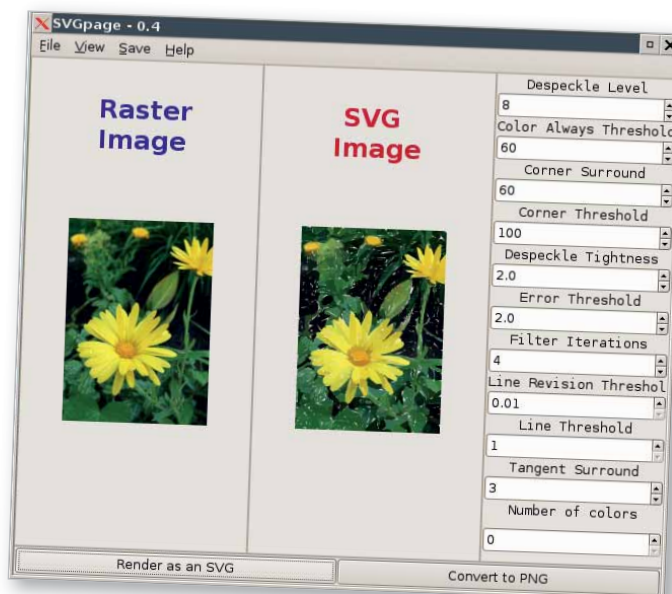 SVGpage - 0.4
File View Save Help
Raster
Image
SVG
Image
Despeckle Level
8
Color Always Threshold
60
Corner Surround
60
Corner Threshold
100
Despeckle Tightness
2.0
Error Threshold
2.0
Filter Iterations
4
Line Revision Threshol
0.01
Line Threshold
1
Tangent Surround
3
Number of colors
0
Render as an SVG
Convert to PNG